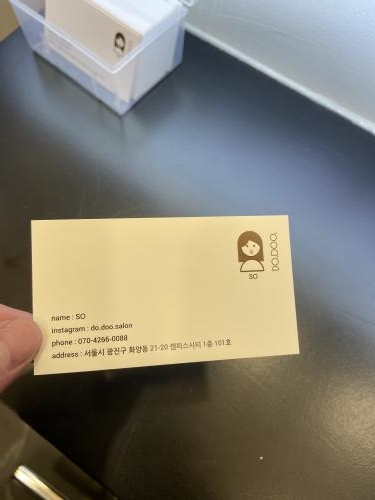 DO.DOO.
SO
name : SO
instagram : do.doo.salon
phone : 070-4266-0088
address : 서울시 광진구 화양동 21-20 캠퍼스시티 1층 101호